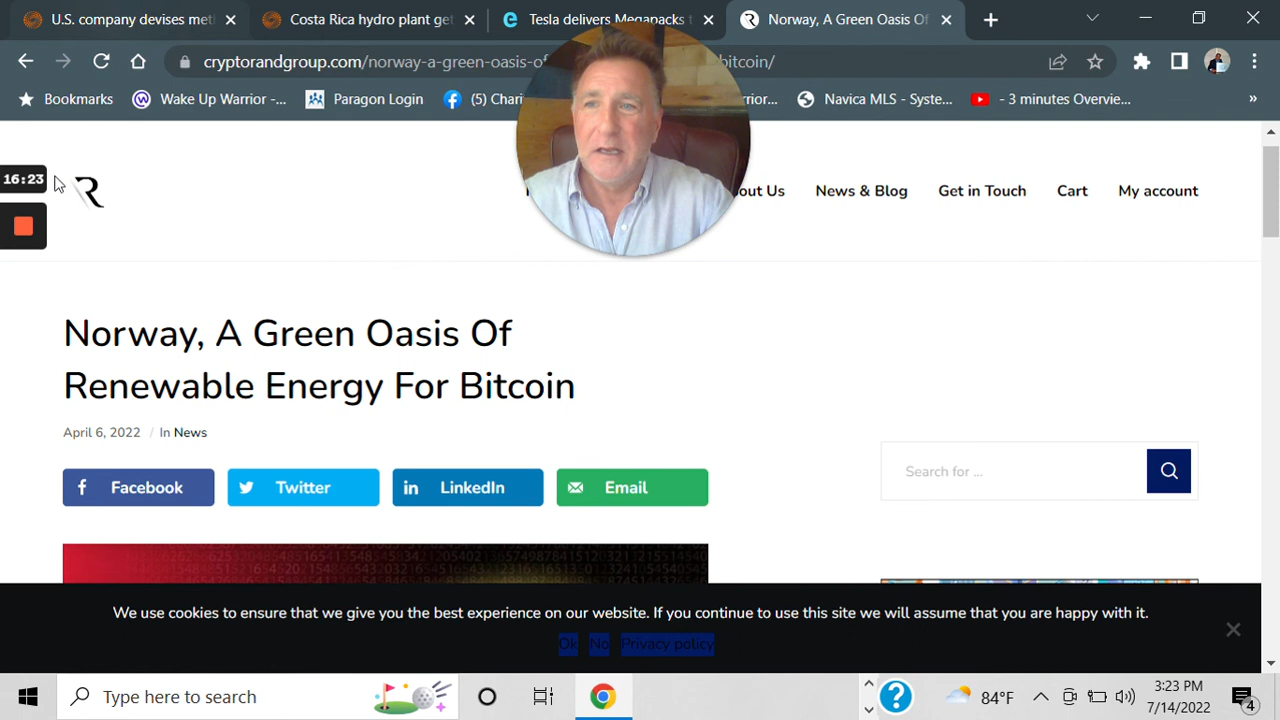 U.S. company devises met
Costa Rica hydro plant get
Tesla delivers Megapacks t
Norway, A Green Oasis Of
cryptorandgroup.com/norway-a-green-oasis-of
bitcoin/
Bookmarks
Wake Up Warrior -...
Paragon Login
(5) Chari
rrior...
Navica MLS - Syste...
- 3 minutes Overvie...
»
16:23
R
out Us
News & Blog
Get in Touch
Cart
My account
Norway, A Green Oasis Of
Renewable Energy For Bitcoin
April 6, 2022 / In News
Facebook
Twitter
LinkedIn
Email
Search for ...
We use cookies to ensure that we give you the best experience on our website. If you continue to use this site we will assume that you are happy with it.
Ok No Privacy policy
Type here to search
84°F
3:23 PM
7/14/2022
4